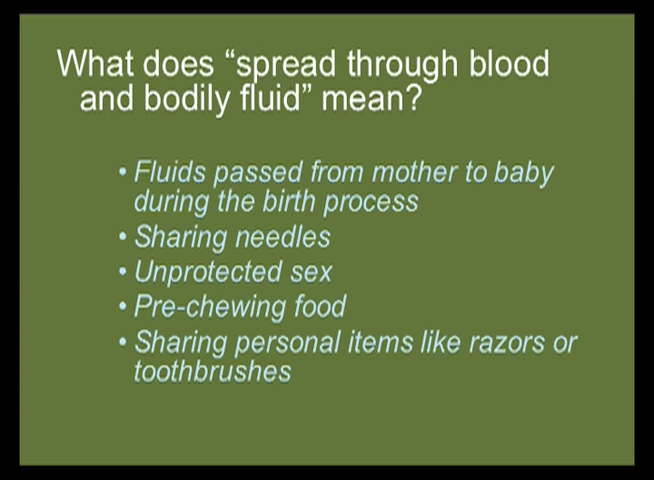 What does “spread through blood
and bodily fluid” mean?
• Fluids passed from mother to baby
during the birth process
• Sharing needles
• Unprotected sex
• Pre-chewing food
• Sharing personal items like razors or
toothbrushes